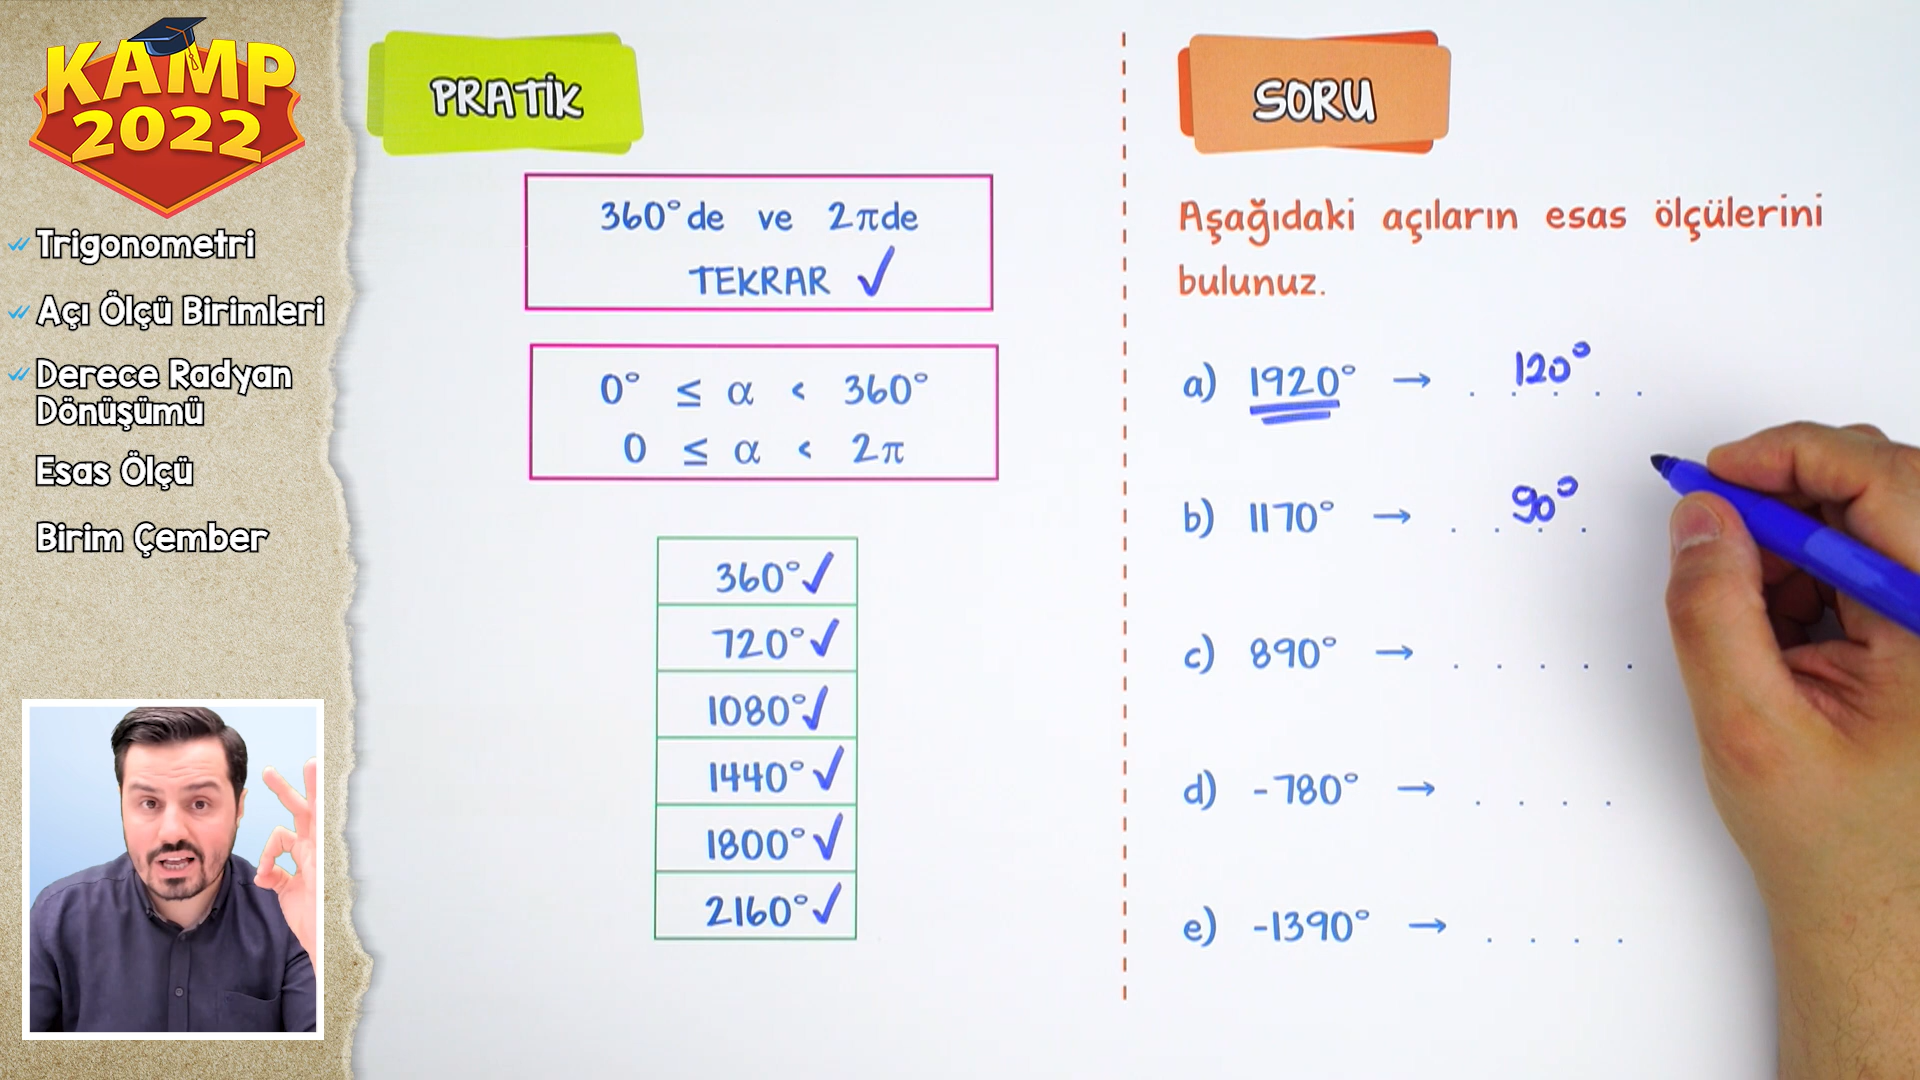 KAMP
2022
Trigonometri
Açı Ölçü Birimleri
Derece Radyan
Dönüşümü
Esas Ölçü
Birim Çember
PRATİK
360° de ve 2πde
TEKRAR ✓
0° ≤ α < 360°
0 ≤ α < 2π
360° ✓
720° ✓
1080° ✓
1440° ✓
1800° ✓
2160° ✓
SORU
Aşağıdaki açıların esas ölçülerini
bulunuz.
a) 1920° → . 120° . . . .
b) 1170° → . . 90° . .
c) 890° → . . . . .
d) -780° → . . . .
e) -1390° → . . . .